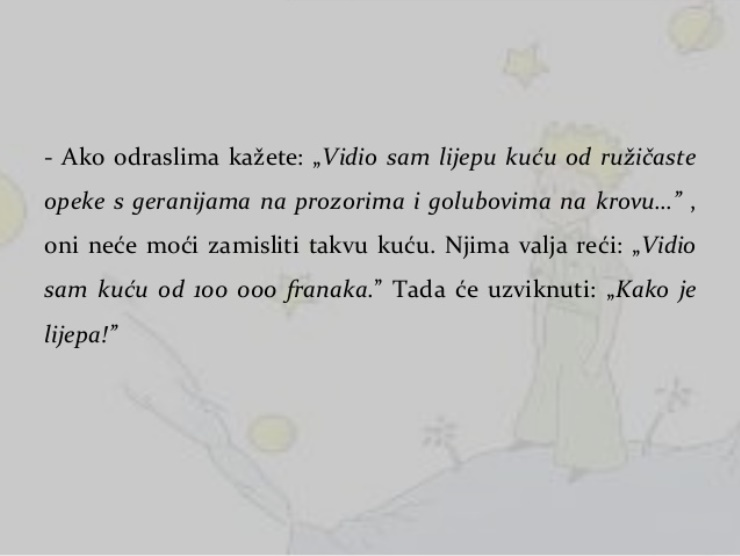 - Ako odraslima kažete: „Vidio sam lijepu kuću od ružičaste
opeke s geranijama na prozorima i golubovima na krovu...” ,
oni neće moći zamisliti takvu kuću. Njima valja reći: „Vidio
sam kuću od 100 000 franaka.” Tada će uzviknuti: „Kako je
lijepa!”